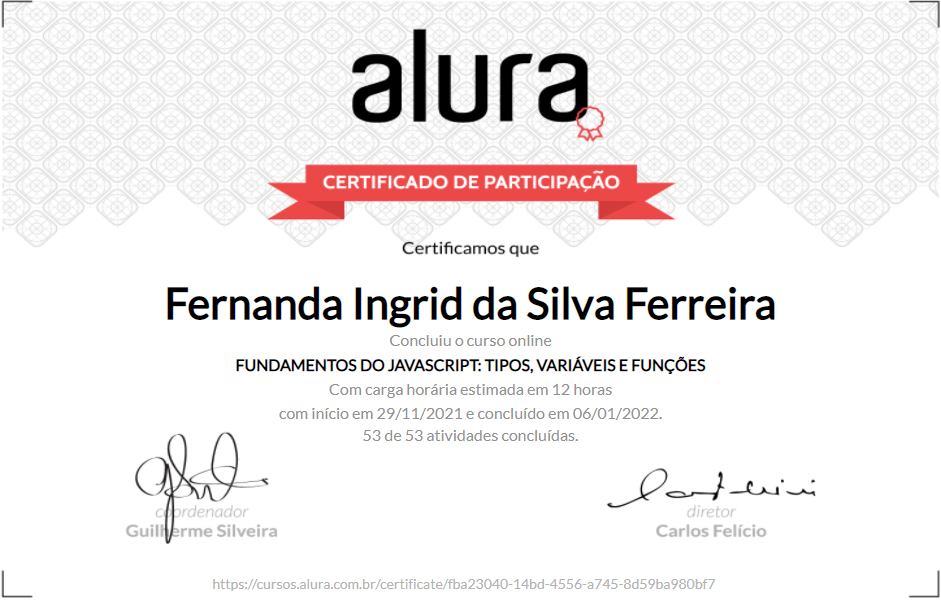 alura
CERTIFICADO DE PARTICIPAÇÃO
Certificamos que
Fernanda Ingrid da Silva Ferreira
Concluiu o curso online
FUNDAMENTOS DO JAVASCRIPT: TIPOS, VARIÁVEIS E FUNÇÕES
Com carga horária estimada em 12 horas
com início em 29/11/2021 e concluído em 06/01/2022.
53 de 53 atividades concluídas.
coordenador
Guilherme Silveira
diretor
Carlos Felício
https://cursos.alura.com.br/certificate/fba23040-14bd-4556-a745-8d59ba980bf7